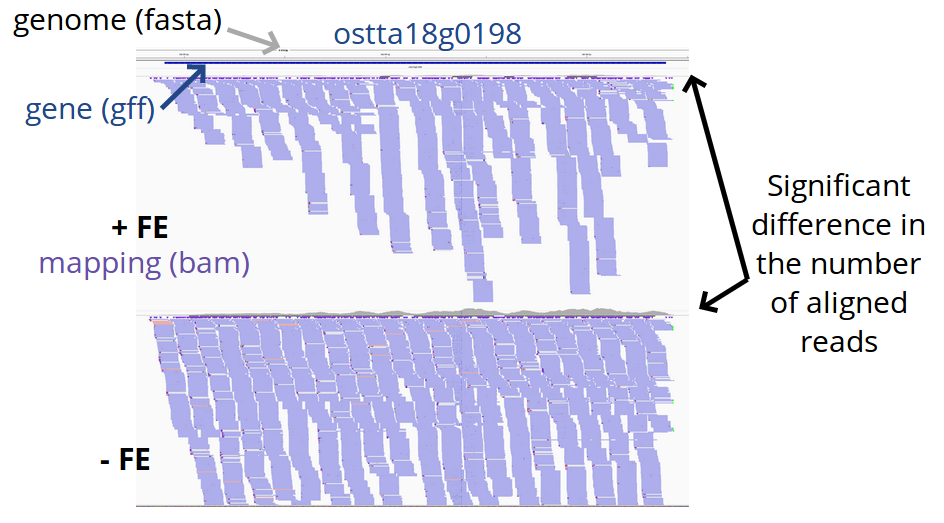 genome (fasta)
ostta18g0198
gene (gff)
+ FE
mapping (bam)
Significant
difference in
the number
of aligned
reads
- FE